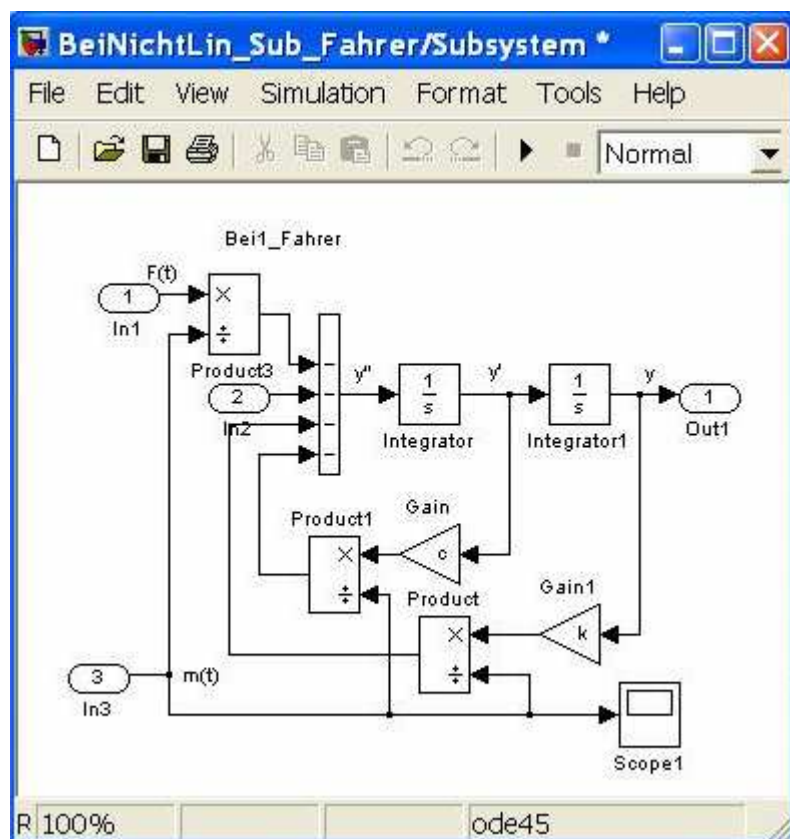 BeiNichtLin_Sub_Fahrer/Subsystem *
File Edit View Simulation Format Tools Help
Normal
Bei1_Fahrer
F(t)
1
In1
×
÷
Product3
2
In2
-
-
-
-
y''
1
s
Integrator
y'
1
s
Integrator1
y
1
Out1
Product1
×
÷
Gain
c
Product
×
÷
Gain1
k
3
In3
m(t)
Scope1
R 100% ode45